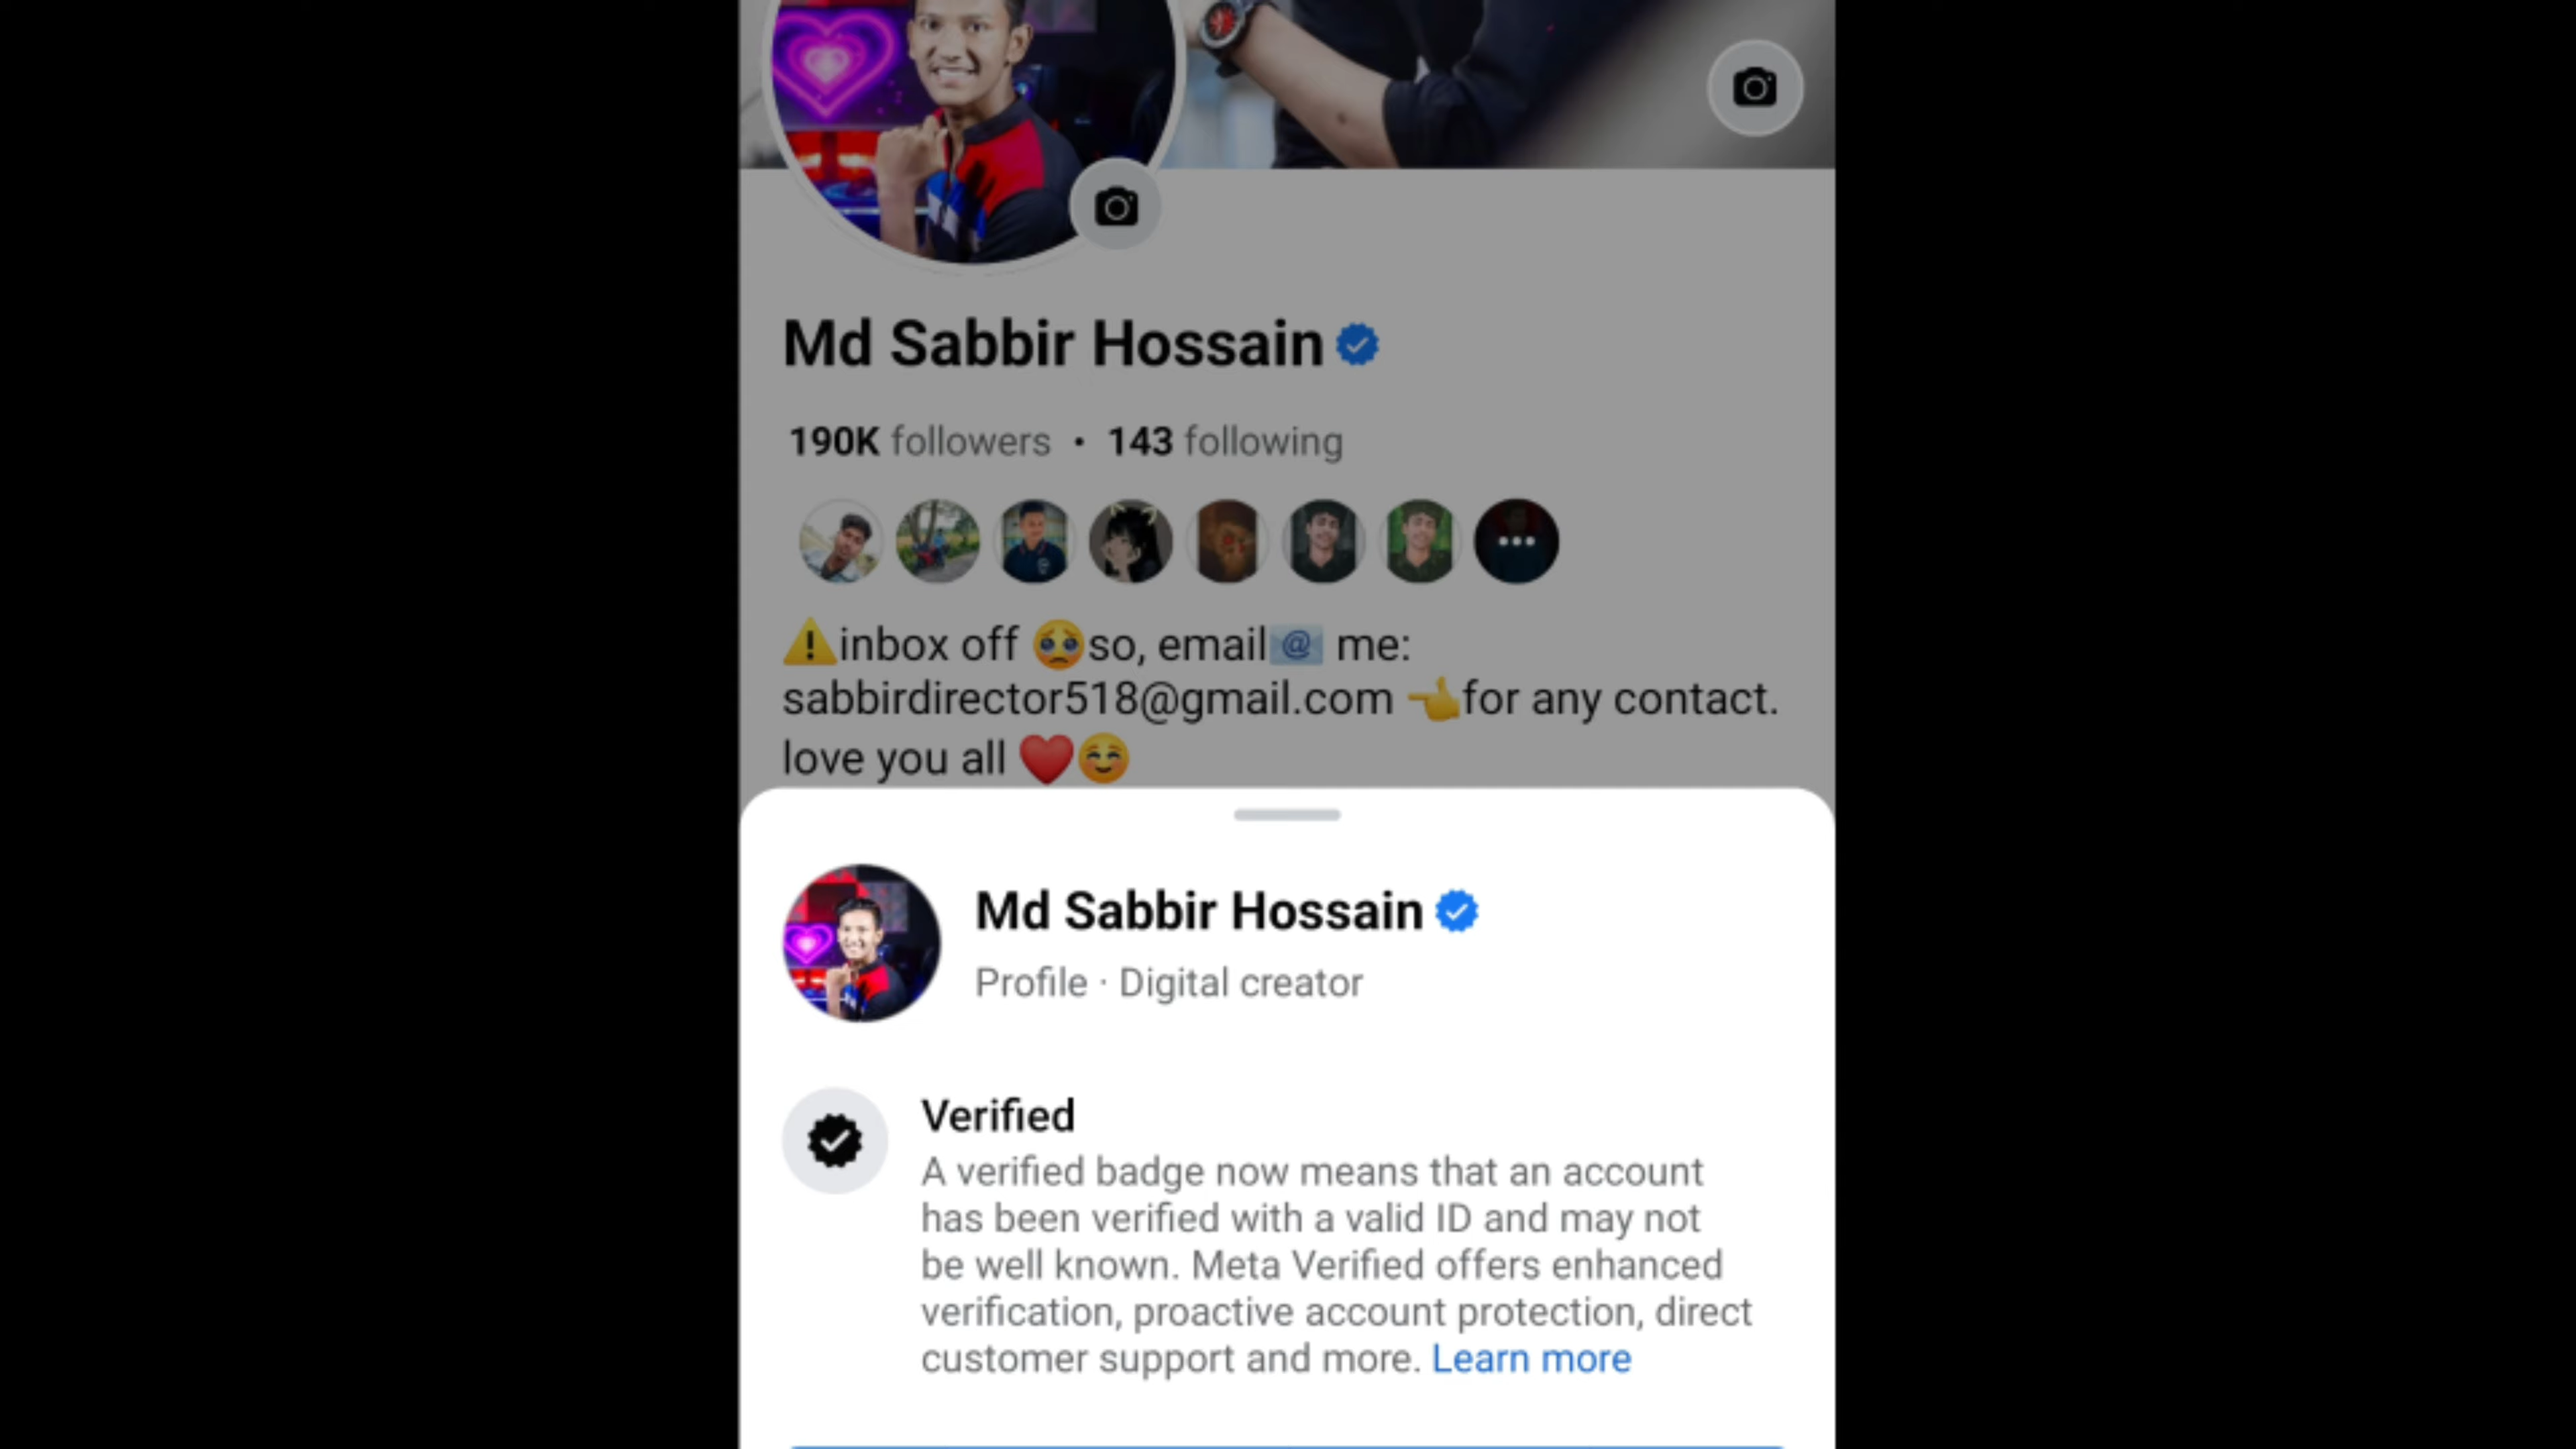 Md Sabbir Hossain
190K followers • 143 following
⚠️inbox off 🥺so, email📧 me:
sabbirdirector518@gmail.com 👈for any contact.
love you all ❤️☺️
Md Sabbir Hossain
Profile · Digital creator
Verified
A verified badge now means that an account
has been verified with a valid ID and may not
be well known. Meta Verified offers enhanced
verification, proactive account protection, direct
customer support and more. Learn more